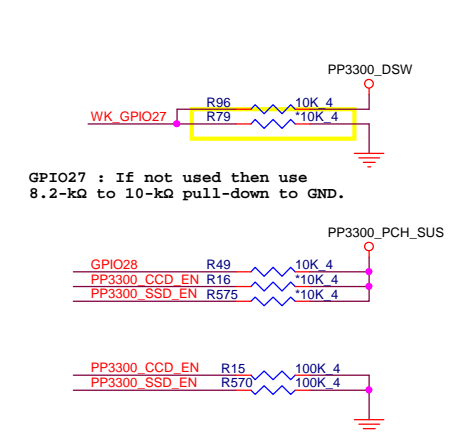 PP3300_DSW
R96 10K_4
WK_GPIO27 R79 *10K_4
GPIO27 : If not used then use
8.2-kΩ to 10-kΩ pull-down to GND.
PP3300_PCH_SUS
GPIO28 R49 10K_4
PP3300_CCD_EN R16 *10K_4
PP3300_SSD_EN R575 *10K_4
PP3300_CCD_EN R15 100K_4
PP3300_SSD_EN R570 100K_4